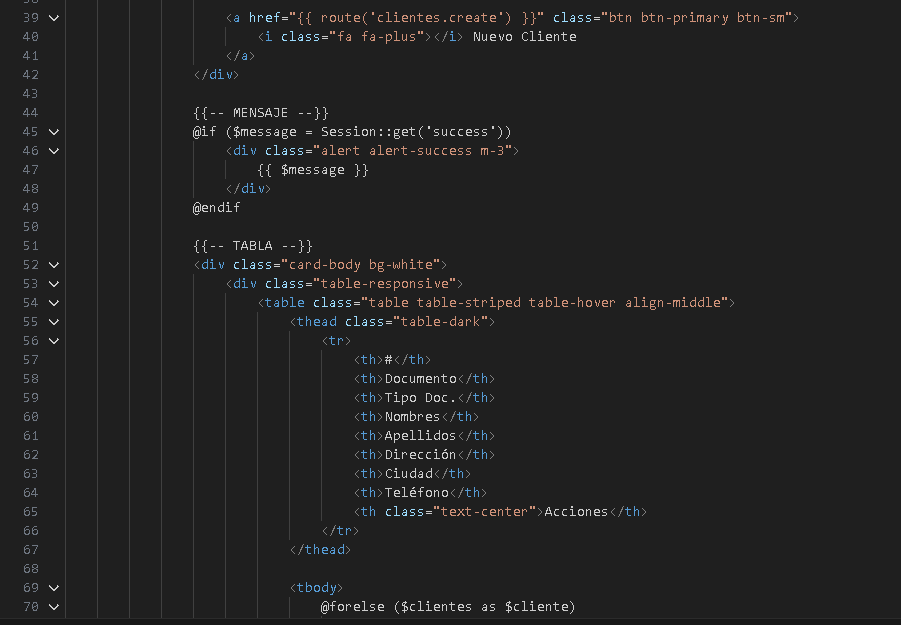 39 <a href="{{ route('clientes.create') }}" class="btn btn-primary btn-sm">
40 <i class="fa fa-plus"></i> Nuevo Cliente
41 </a>
42 </div>
43
44 {{-- MENSAJE --}}
45 @if ($message = Session::get('success'))
46 <div class="alert alert-success m-3">
47 {{ $message }}
48 </div>
49 @endif
50
51 {{-- TABLA --}}
52 <div class="card-body bg-white">
53 <div class="table-responsive">
54 <table class="table table-striped table-hover align-middle">
55 <thead class="table-dark">
56 <tr>
57 <th>#</th>
58 <th>Documento</th>
59 <th>Tipo Doc.</th>
60 <th>Nombres</th>
61 <th>Apellidos</th>
62 <th>Dirección</th>
63 <th>Ciudad</th>
64 <th>Teléfono</th>
65 <th class="text-center">Acciones</th>
66 </tr>
67 </thead>
68
69 <tbody>
70 @forelse ($clientes as $cliente)